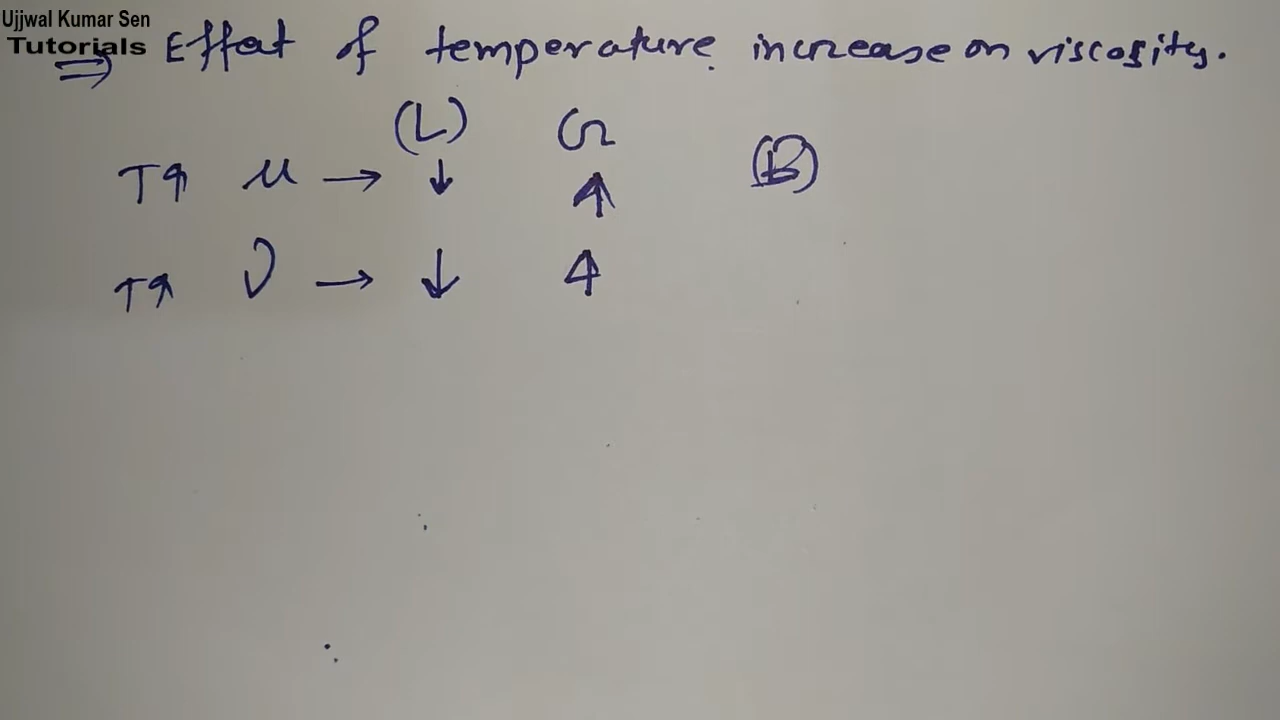 Ujjwal Kumar Sen
Tutorials
⇒ Effect of temperature increase on viscosity.
(L) G
T↑ μ → ↓ ↑
T↑ ν → ↓ ↑